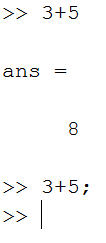 >> 3+5
ans =
8
>> 3+5;
>>